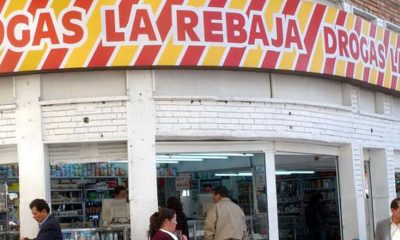 OGAS LA REBAJA DROGAS L